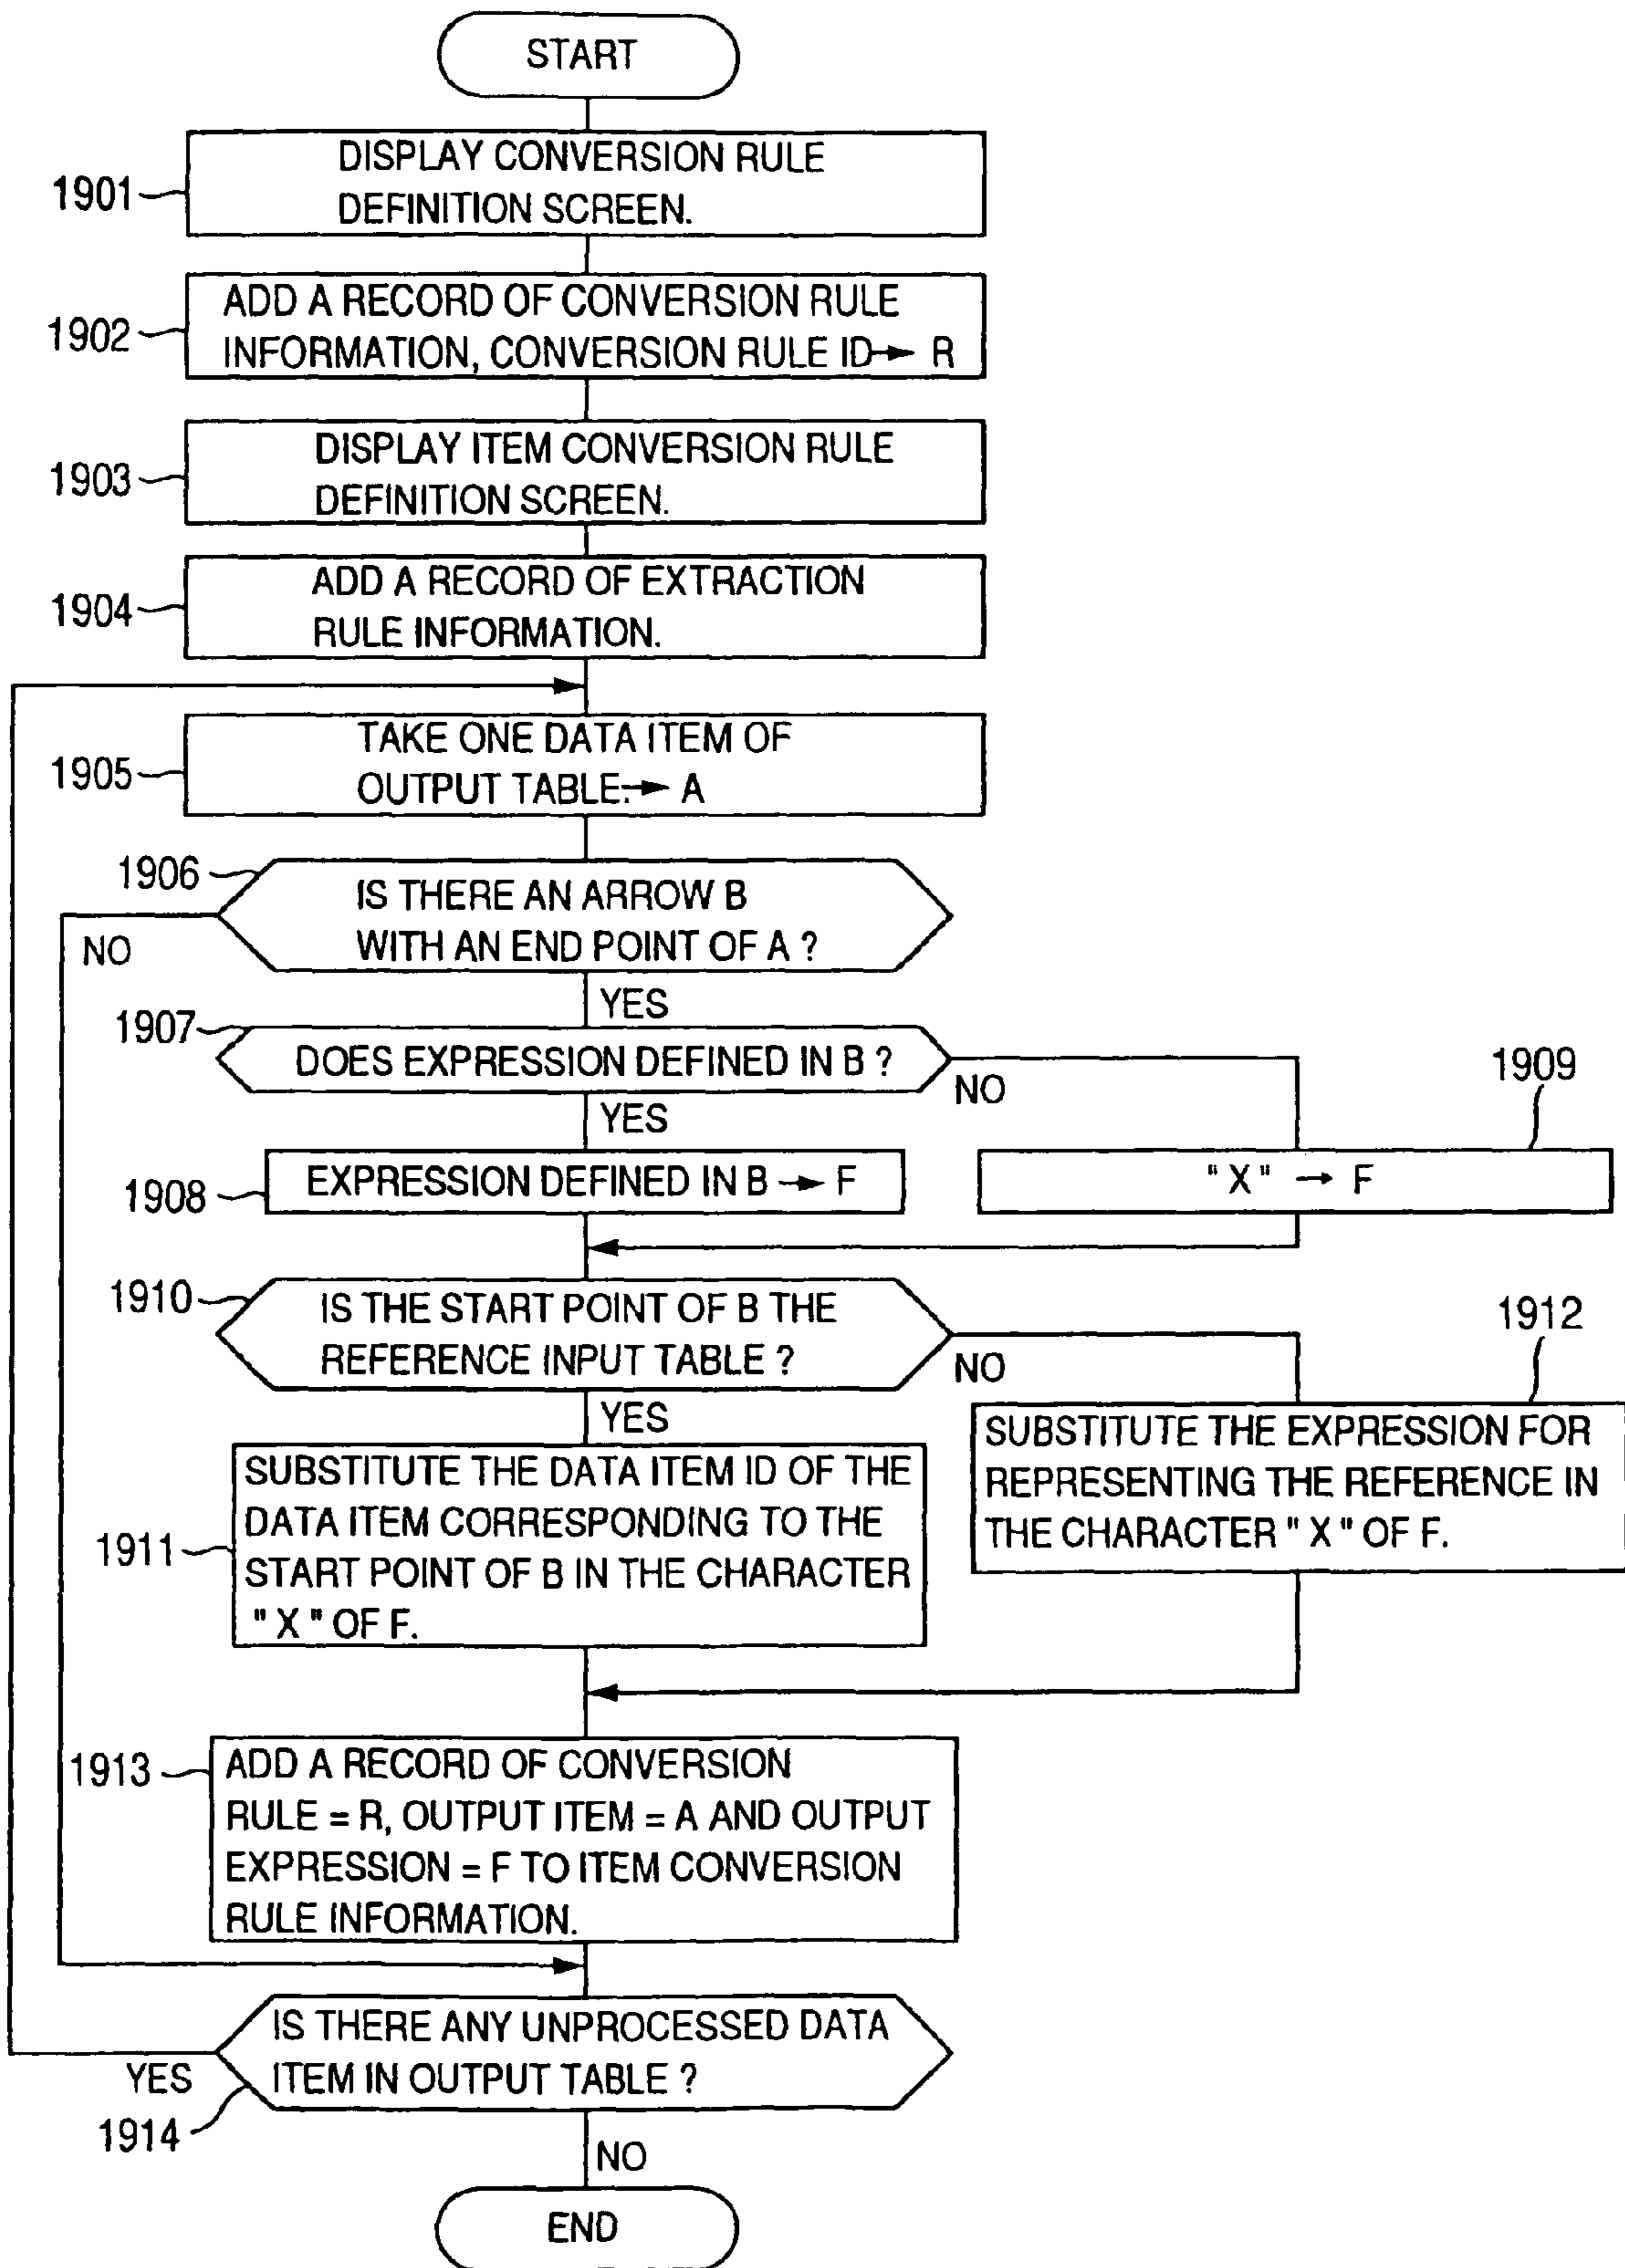 START
1901
DISPLAY CONVERSION RULE
DEFINITION SCREEN.
1902
ADD A RECORD OF CONVERSION RULE
INFORMATION, CONVERSION RULE ID→ R
1903
DISPLAY ITEM CONVERSION RULE
DEFINITION SCREEN.
1904
ADD A RECORD OF EXTRACTION
RULE INFORMATION.
1905
TAKE ONE DATA ITEM OF
OUTPUT TABLE.→ A
1906
IS THERE AN ARROW B
WITH AN END POINT OF A ?
NO
YES
1907
DOES EXPRESSION DEFINED IN B ?
NO
YES
1908
EXPRESSION DEFINED IN B → F
1909
" X " → F
1910
IS THE START POINT OF B THE
REFERENCE INPUT TABLE ?
NO
YES
1911
SUBSTITUTE THE DATA ITEM ID OF THE
DATA ITEM CORRESPONDING TO THE
START POINT OF B IN THE CHARACTER
" X " OF F.
1912
SUBSTITUTE THE EXPRESSION FOR
REPRESENTING THE REFERENCE IN
THE CHARACTER " X " OF F.
1913
ADD A RECORD OF CONVERSION
RULE = R, OUTPUT ITEM = A AND OUTPUT
EXPRESSION = F TO ITEM CONVERSION
RULE INFORMATION.
IS THERE ANY UNPROCESSED DATA
ITEM IN OUTPUT TABLE ?
YES
1914
NO
END